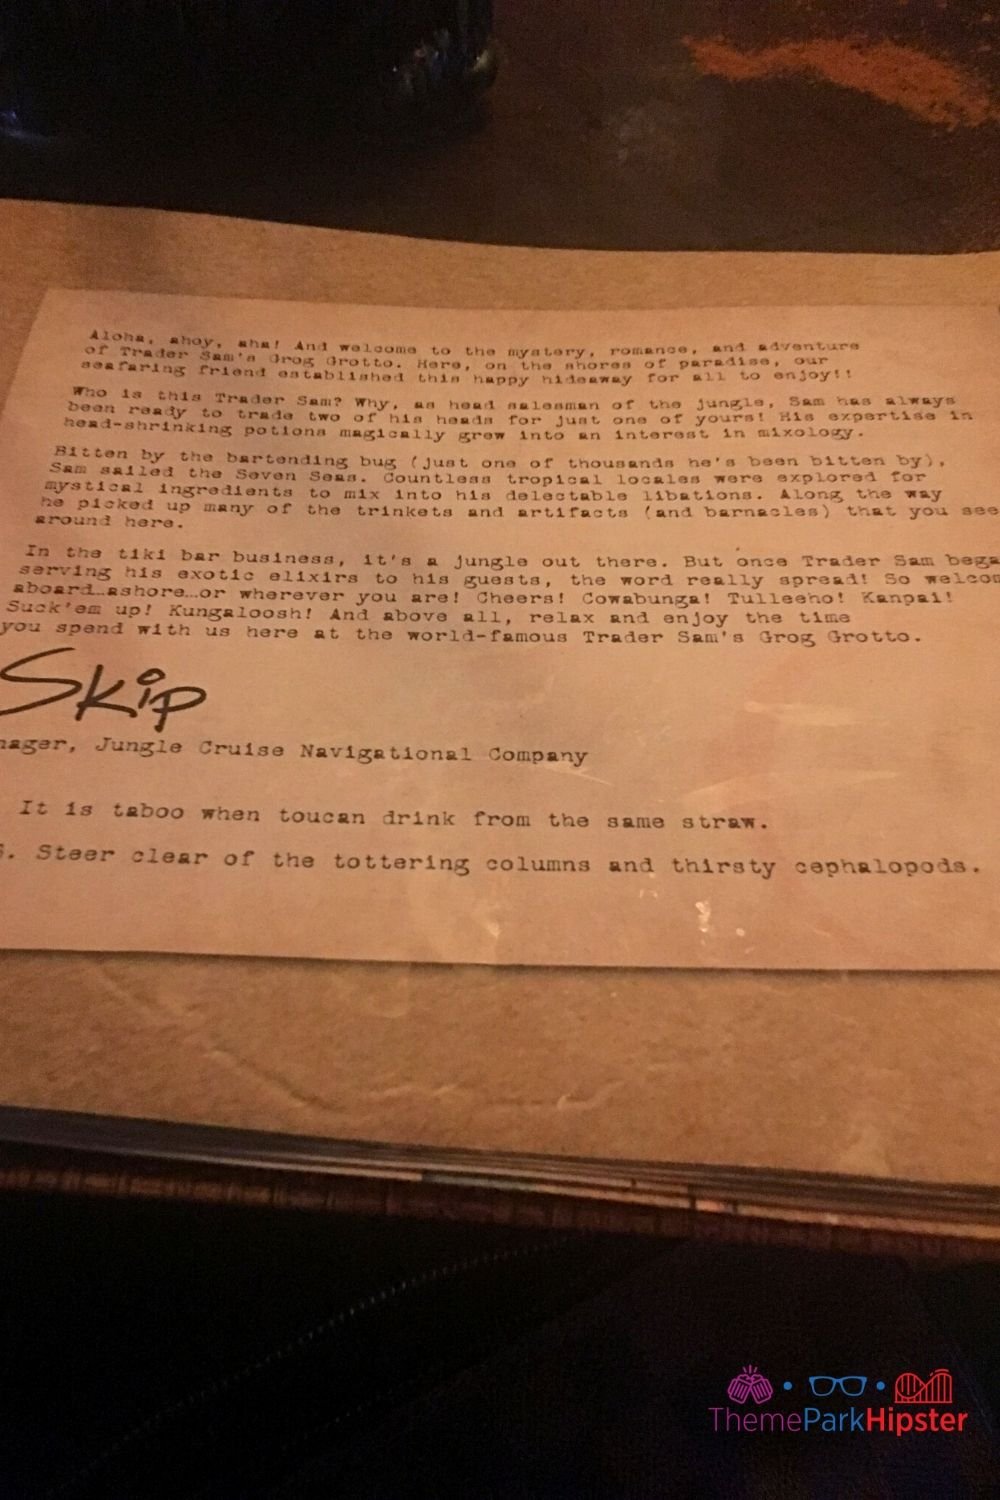 Aloha, ahoy, aha! And welcome to the mystery, romance, and adventure
of Trader Sam's Grog Grotto. Here, on the shores of paradise, our
seafaring friend established this happy hideaway for all to enjoy!!
Who is this Trader Sam? Why, as head salesman of the jungle, Sam has always
been ready to trade two of his heads for just one of yours! His expertise in
head-shrinking potions magically grew into an interest in mixology.
Bitten by the bartending bug (just one of thousands he's been bitten by),
Sam sailed the Seven Seas. Countless tropical locales were explored for
mystical ingredients to mix into his delectable libations. Along the way
he picked up many of the trinkets and artifacts (and barnacles) that you see
around here.
In the tiki bar business, it's a jungle out there. But once Trader Sam bega
serving his exotic elixirs to his guests, the word really spread! So welcom
aboard…ashore…or wherever you are! Cheers! Cowabunga! Tulleeho! Kanpai!
Suck'em up! Kungaloosh! And above all, relax and enjoy the time
you spend with us here at the world-famous Trader Sam's Grog Grotto.
Skip
nager, Jungle Cruise Navigational Company
It is taboo when toucan drink from the same straw.
S. Steer clear of the tottering columns and thirsty cephalopods.
ThemeParkHipster